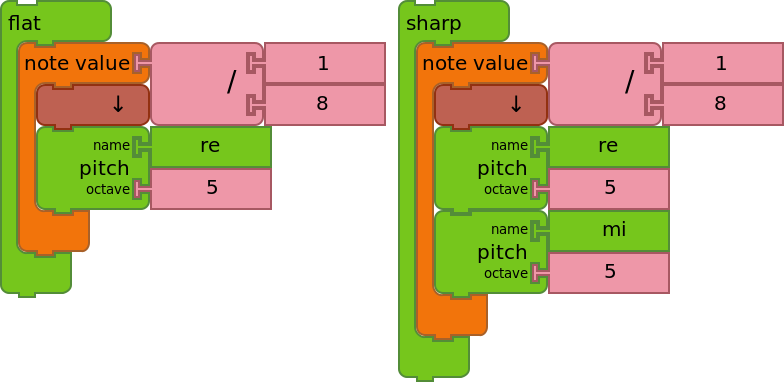 flat
note value / 1
8
↓
name re
pitch
octave 5
sharp
note value / 1
8
↓
name re
pitch
octave 5
name mi
pitch
octave 5